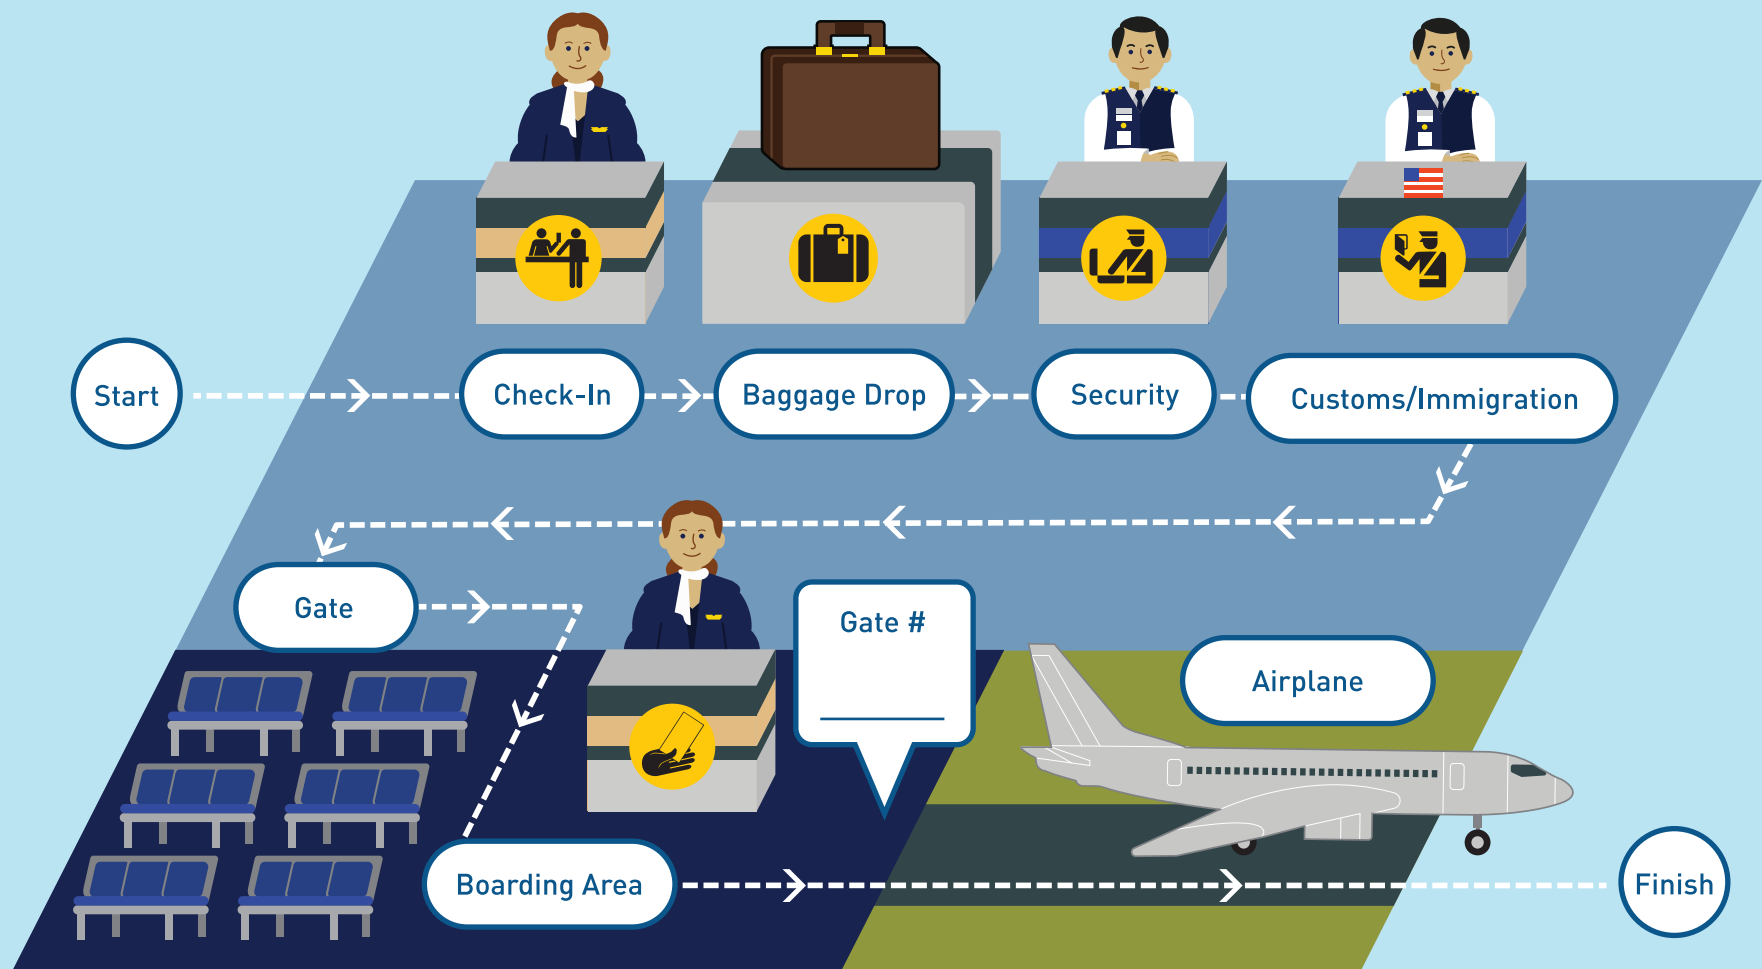 Start
Check-In
Baggage Drop
Security
Customs/Immigration
Gate
Gate #
Airplane
Boarding Area
Finish